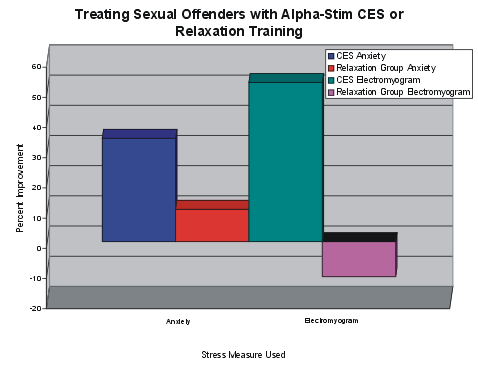 Treating Sexual Offenders with Alpha-Stim CES or
Relaxation Training
CES Anxiety
Relaxation Group Anxiety
CES Electromyogram
Relaxation Group Electromyogram
Percent Improvement
60
50
40
30
20
10
0
-10
-20
Anxiety
Electromyogram
Stress Measure Used